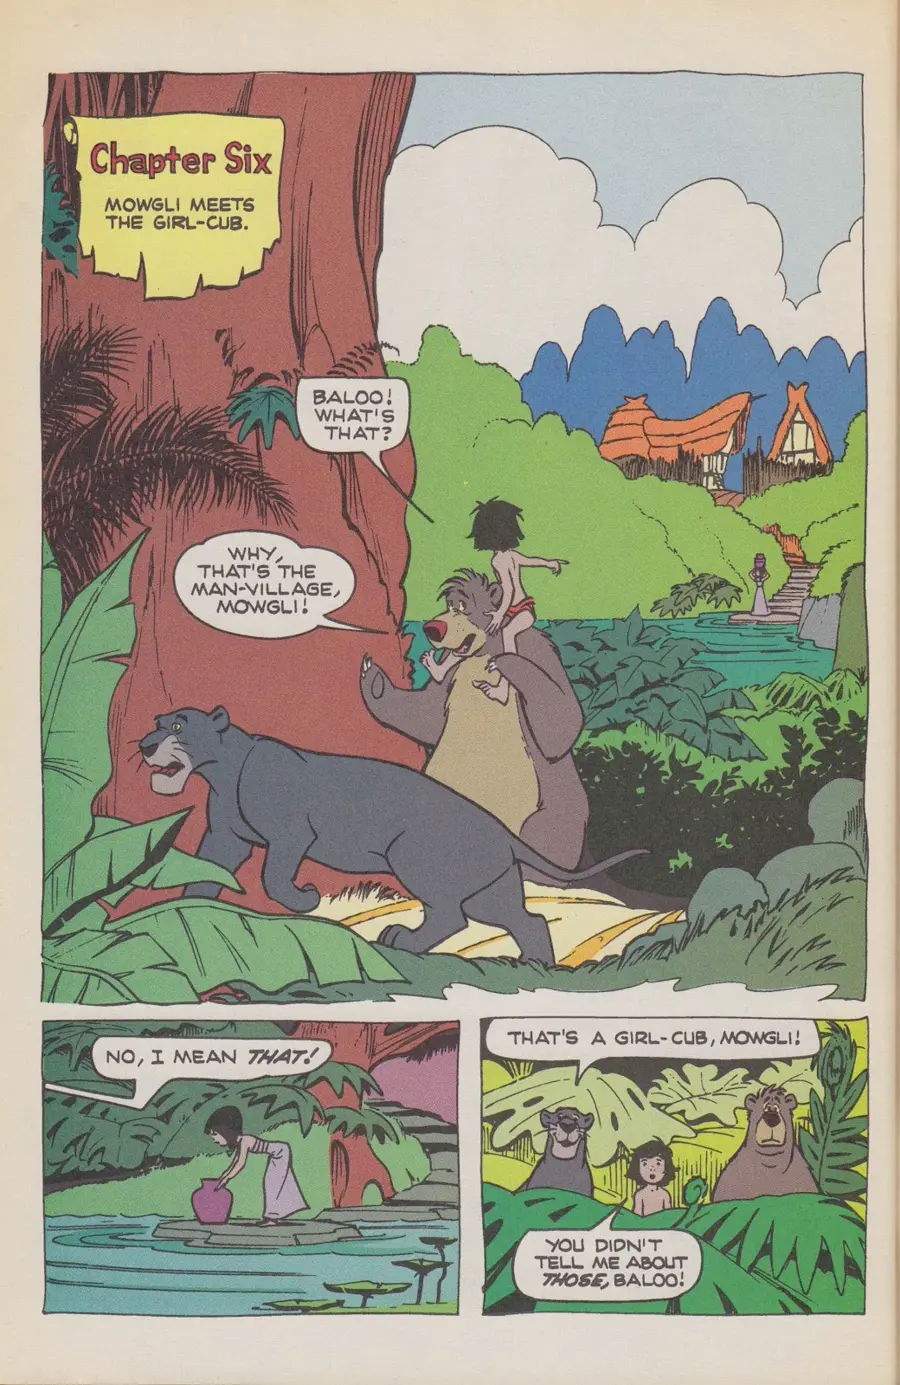 Chapter Six
MOWGLI MEETS
THE GIRL-CUB.
BALOO!
WHAT'S
THAT?
WHY,
THAT'S THE
MAN-VILLAGE,
MOWGLI!
NO, I MEAN THAT!
THAT'S A GIRL-CUB, MOWGLI!
YOU DIDN'T
TELL ME ABOUT
THOSE, BALOO!